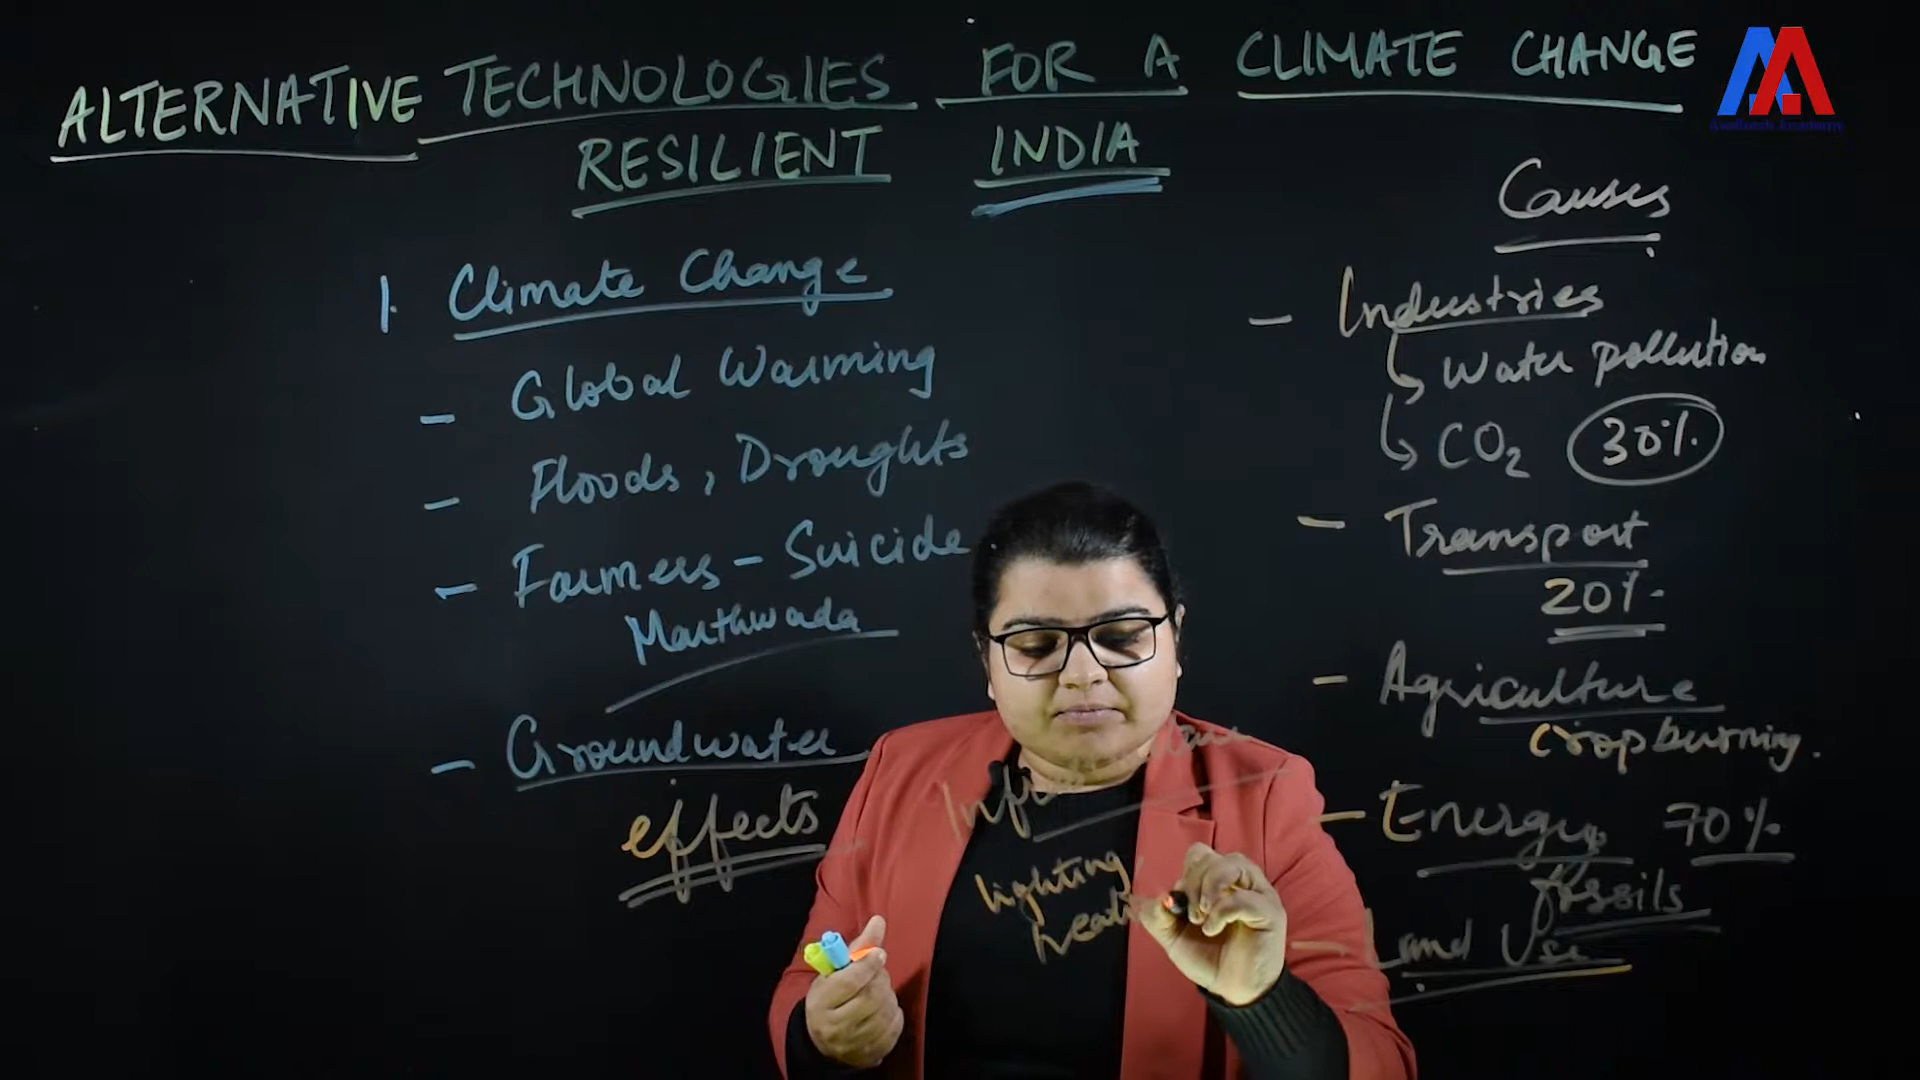 ALTERNATIVE TECHNOLOGIES FOR A CLIMATE CHANGE
RESILIENT INDIA
1. Climate Change
- Global Warming
- Floods, Droughts
- Farmers - Suicide
Marthwada
- Groundwater
effects
Causes
- Industries
↳ Water pollution
↳ CO2 30%
- Transport
20%
- Agriculture
crop burning.
- Energy 70%
fossils
- Land Use
lighting